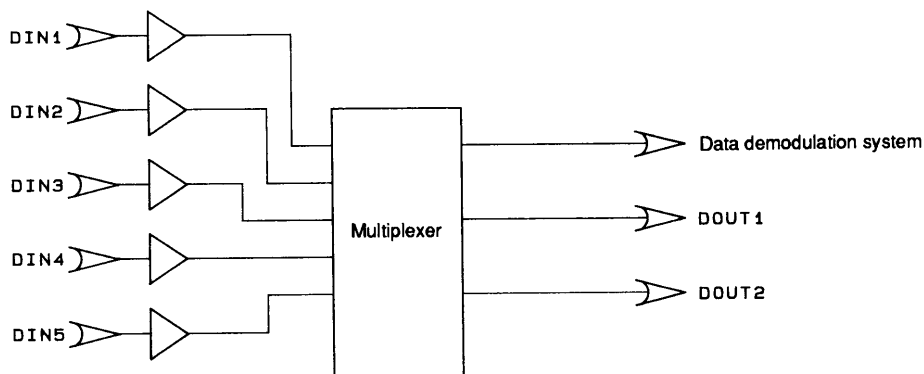 DIN1
DIN2
DIN3
DIN4
DIN5
Multiplexer
Data demodulation system
DOUT1
DOUT2